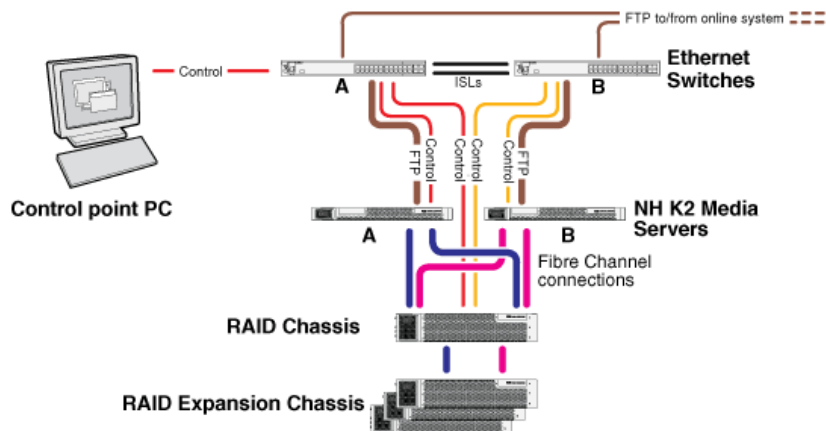 FTP to/from online system
Control
A
ISLs
B
Ethernet
Switches
FTP
Control
Control
Control
Control
FTP
Control point PC
A
B
NH K2 Media
Servers
Fibre Channel
connections
RAID Chassis
RAID Expansion Chassis